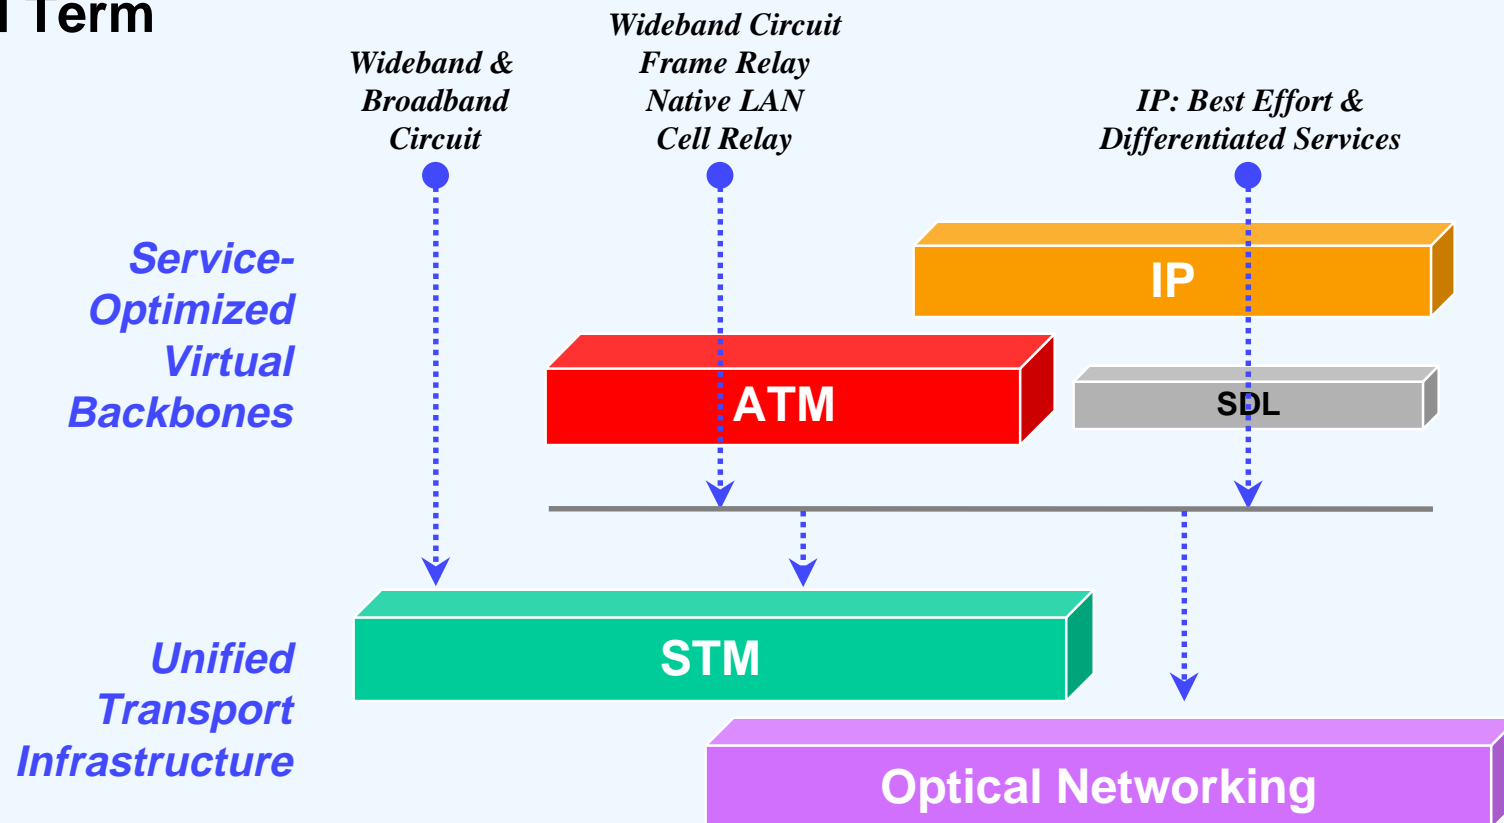 Term
Wideband &
Broadband
Circuit
Wideband Circuit
Frame Relay
Native LAN
Cell Relay
IP: Best Effort &
Differentiated Services
Service-
Optimized
Virtual
Backbones
IP
ATM
SDL
Unified
Transport
Infrastructure
STM
Optical Networking